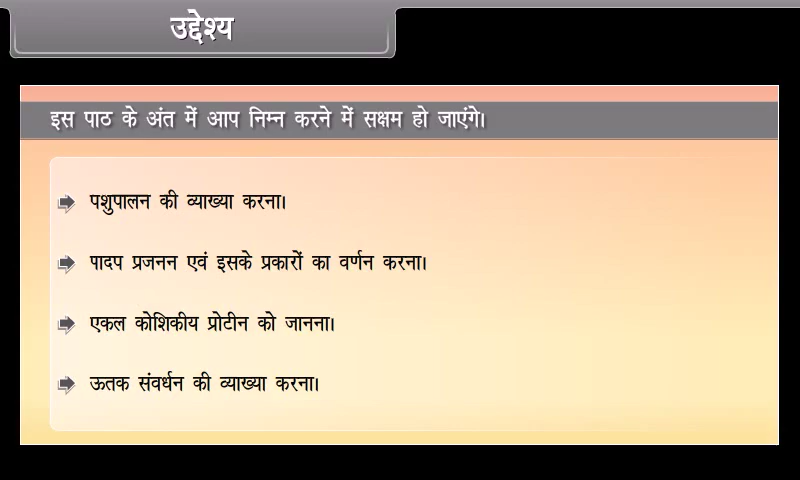 उद्देश्य
इस पाठ के अंत में आप निम्न करने में सक्षम हो जाएंगे।
पशुपालन की व्याख्या करना।
पादप प्रजनन एवं इसके प्रकारों का वर्णन करना।
एकल कोशिकीय प्रोटीन को जानना।
ऊतक संवर्धन की व्याख्या करना।